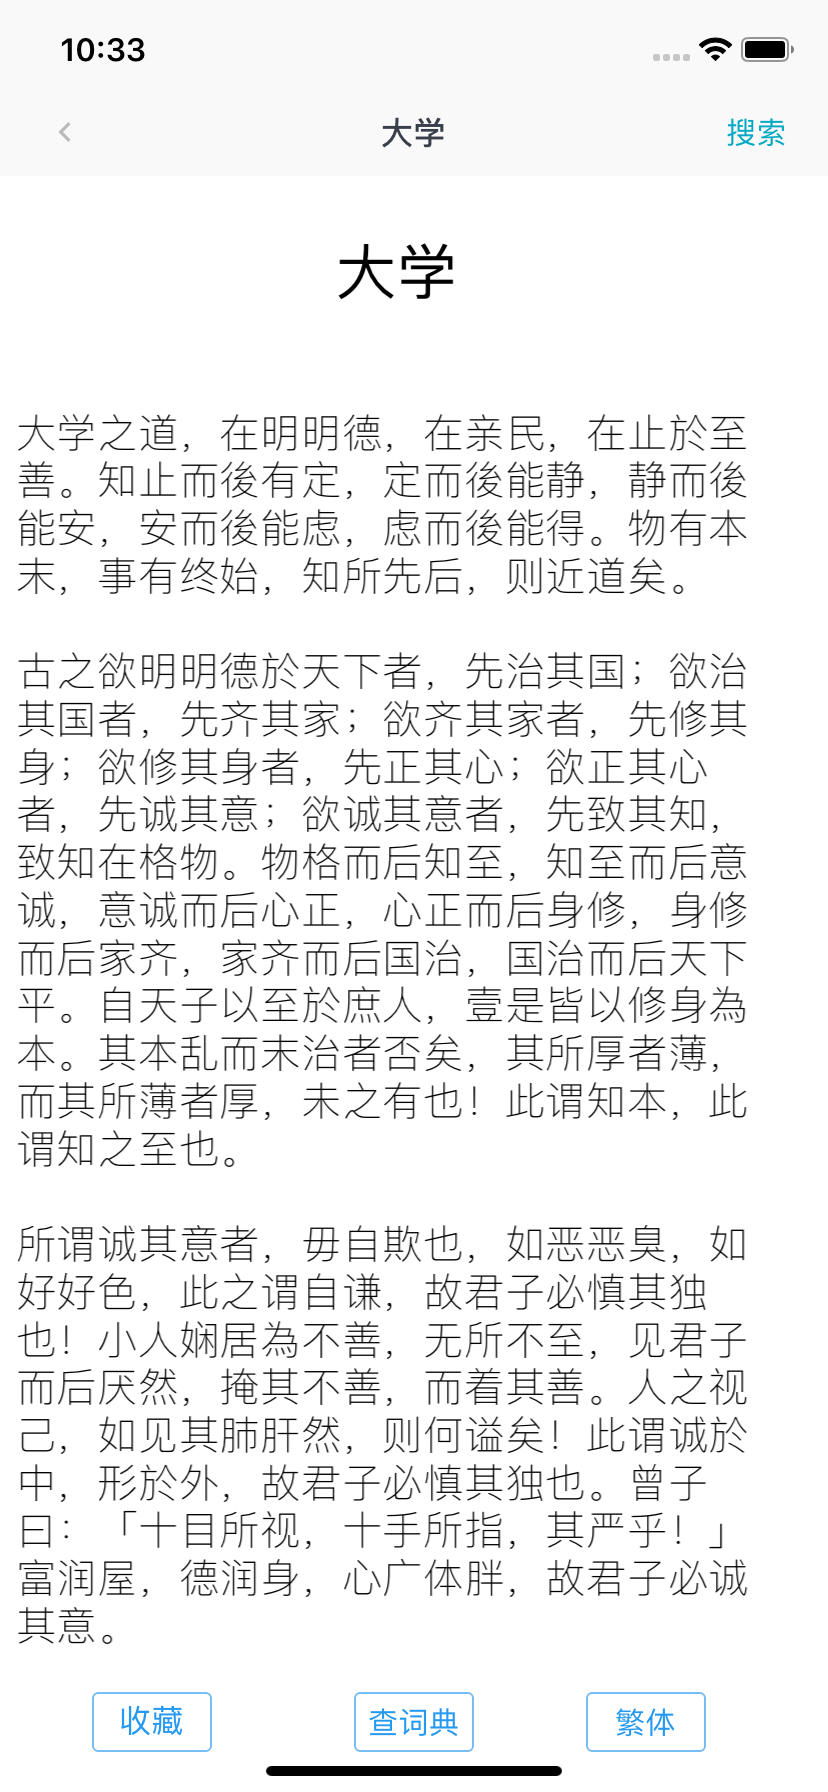 10:33
大学
搜索
大学
大学之道，在明明德，在亲民，在止於至
善。知止而後有定，定而後能静，静而後
能安，安而後能虑，虑而後能得。物有本
末，事有终始，知所先后，则近道矣。
古之欲明明德於天下者，先治其国；欲治
其国者，先齐其家；欲齐其家者，先修其
身；欲修其身者，先正其心；欲正其心
者，先诚其意；欲诚其意者，先致其知，
致知在格物。物格而后知至，知至而后意
诚，意诚而后心正，心正而后身修，身修
而后家齐，家齐而后国治，国治而后天下
平。自天子以至於庶人，壹是皆以修身為
本。其本乱而末治者否矣，其所厚者薄，
而其所薄者厚，未之有也！此谓知本，此
谓知之至也。
所谓诚其意者，毋自欺也，如恶恶臭，如
好好色，此之谓自谦，故君子必慎其独
也！小人娴居為不善，无所不至，见君子
而后厌然，掩其不善，而着其善。人之视
己，如见其肺肝然，则何谥矣！此谓诚於
中，形於外，故君子必慎其独也。曾子
曰：「十目所视，十手所指，其严乎！」
富润屋，德润身，心广体胖，故君子必诚
其意。
收藏
查词典
繁体